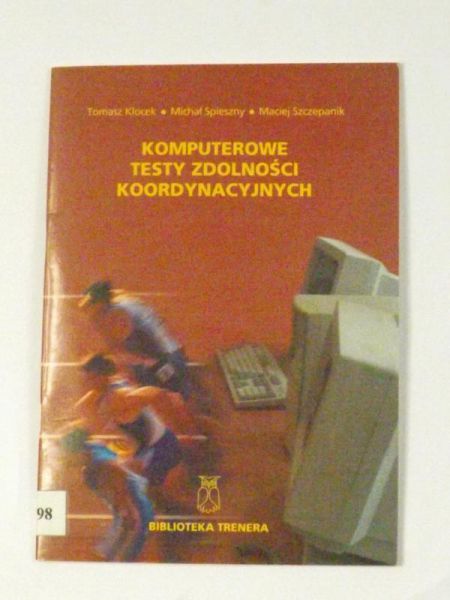 Tomasz Klocek • Michał Spieszny • Maciej Szczepanik
KOMPUTEROWE
TESTY ZDOLNOŚCI
KOORDYNACYJNYCH
98
BIBLIOTEKA TRENERA